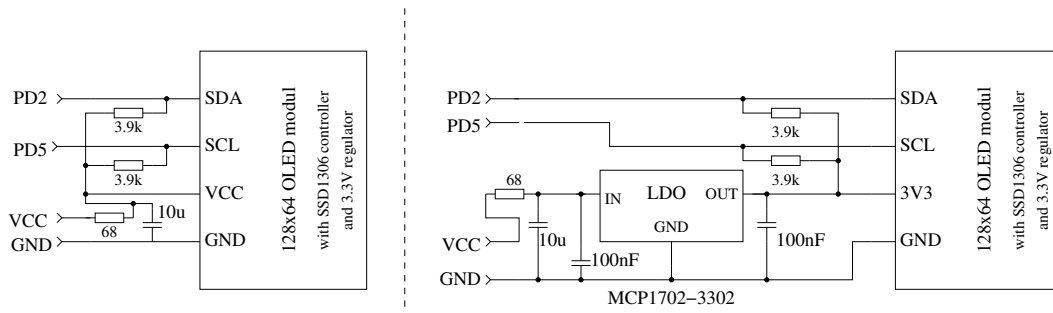 PD2
SDA
3.9k
PD5
SCL
3.9k
VCC
VCC
68
10u
GND
GND
128x64 OLED modul
with SSD1306 controller
and 3.3V regulator
PD2
SDA
PD5
3.9k
SCL
3.9k
68
IN
LDO
OUT
3V3
GND
VCC
10u
100nF
100nF
GND
GND
MCP1702−3302
128x64 OLED modul
with SSD1306 controller
and 3.3V regulator